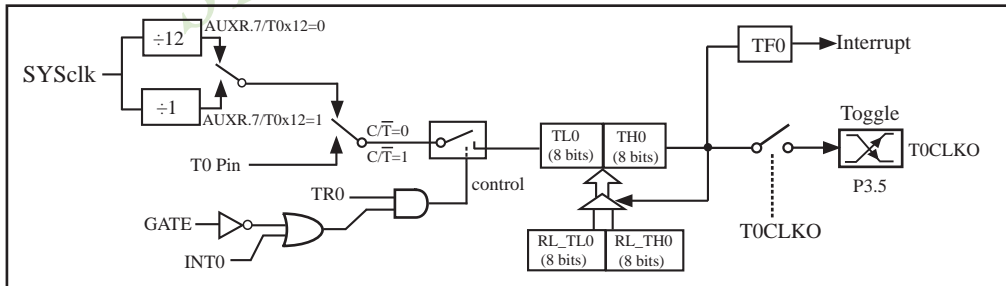 ÷12
AUXR.7/T0x12=0
SYSclk
÷1
AUXR.7/T0x12=1
T0 Pin
C/T̅=0
C/T̅=1
control
TR0
GATE
INT0
TL0
(8 bits)
TH0
(8 bits)
RL_TL0
(8 bits)
RL_TH0
(8 bits)
TF0
Interrupt
Toggle
T0CLKO
P3.5
T0CLKO